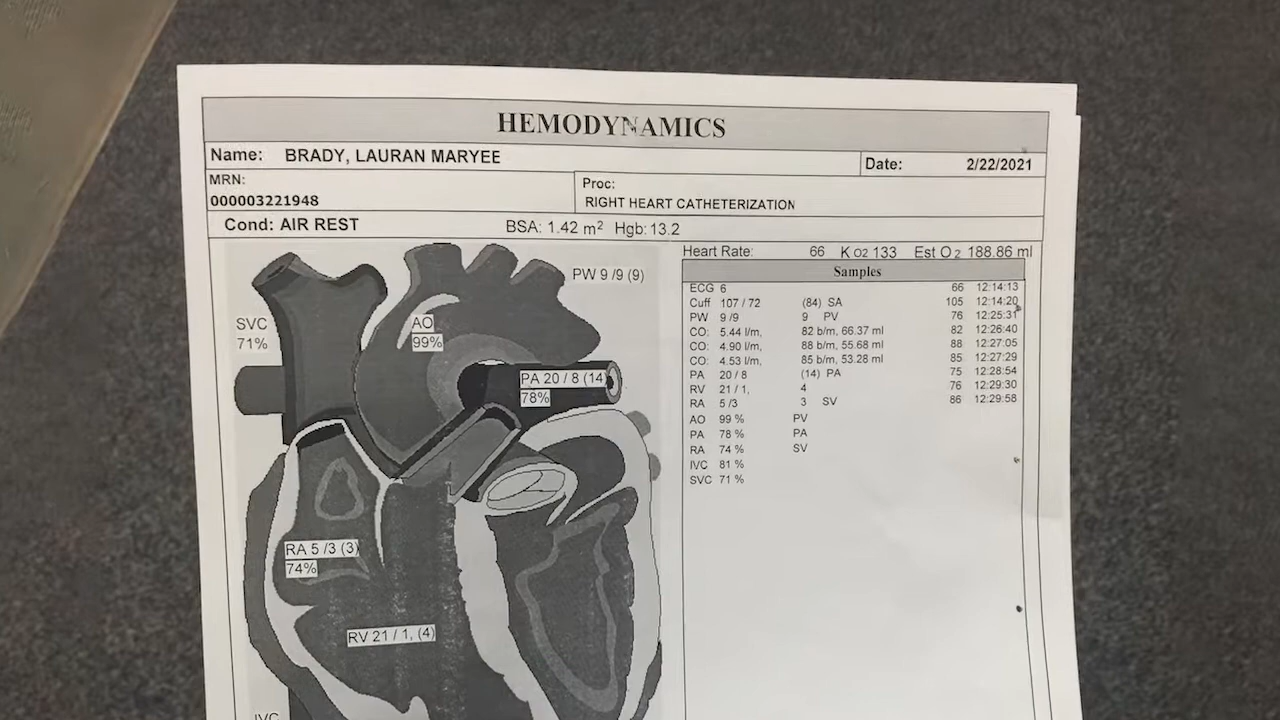 HEMODYNAMICS
Name: BRADY, LAURAN MARYEE Date: 2/22/2021
MRN:
000003221948
Proc:
RIGHT HEART CATHETERIZATION
Cond: AIR REST BSA: 1.42 m² Hgb: 13.2
PW 9 /9 (9)
SVC
71%
AO
99%
PA 20 / 8 (14
78%
RA 5 /3 (3)
74%
RV 21 / 1, (4)
IVC
Heart Rate: 66 K O2 133 Est O2 188.86 ml
Samples
ECG 6 66 12:14:13
Cuff 107 / 72 (84) SA 105 12:14:20
PW 9 /9 9 PV 76 12:25:31
CO: 5.44 l/m, 82 b/m, 66.37 ml 82 12:26:40
CO: 4.90 l/m, 88 b/m, 55.68 ml 88 12:27:05
CO: 4.53 l/m, 85 b/m, 53.28 ml 85 12:27:29
PA 20 / 8 (14) PA 75 12:28:54
RV 21 / 1, 4 76 12:29:30
RA 5 /3 3 SV 86 12:29:58
AO 99 % PV
PA 78 % PA
RA 74 % SV
IVC 81 %
SVC 71 %